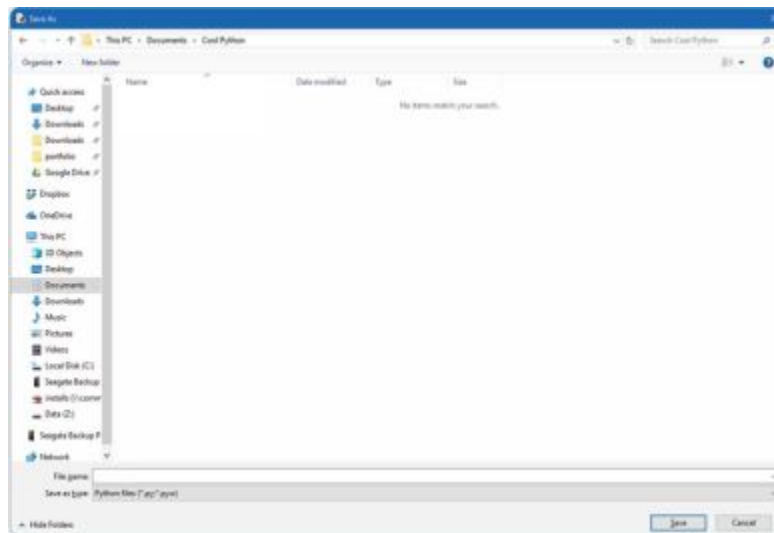 Save As
This PC › Documents › Cool Python
Search Cool Python
Organize
New folder
Name
Date modified
Type
Size
No items match your search.
Quick access
Desktop
Downloads
Downloads
portfolio
Google Drive
Dropbox
OneDrive
This PC
3D Objects
Desktop
Documents
Downloads
Music
Pictures
Videos
Local Disk (C:)
Seagate Backup
installs (\\
Data (Z:)
Seagate Backup P
Network
File name:
Save as type: Python files (*.py;*.pyw)
Hide Folders
Save
Cancel